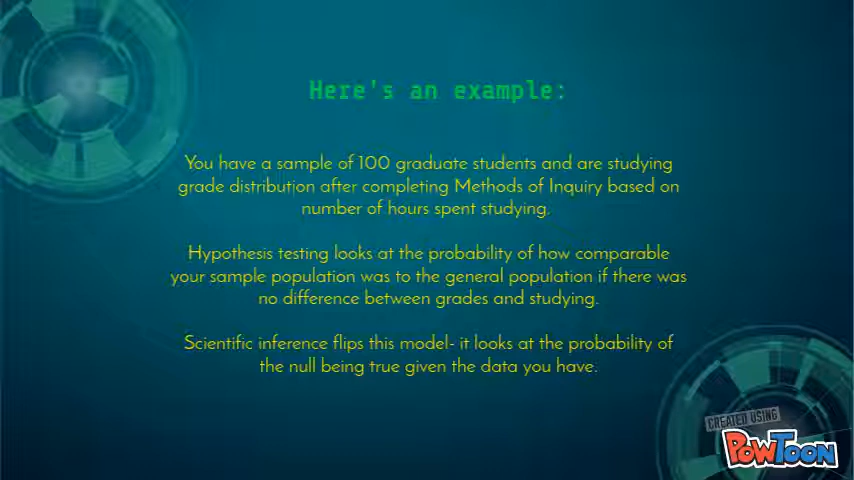 Here's an example:
You have a sample of 100 graduate students and are studying
grade distribution after completing Methods of Inquiry based on
number of hours spent studying.
Hypothesis testing looks at the probability of how comparable
your sample population was to the general population if there was
no difference between grades and studying.
Scientific inference flips this model- it looks at the probability of
the null being true given the data you have.
CREATED USING
POWTOON